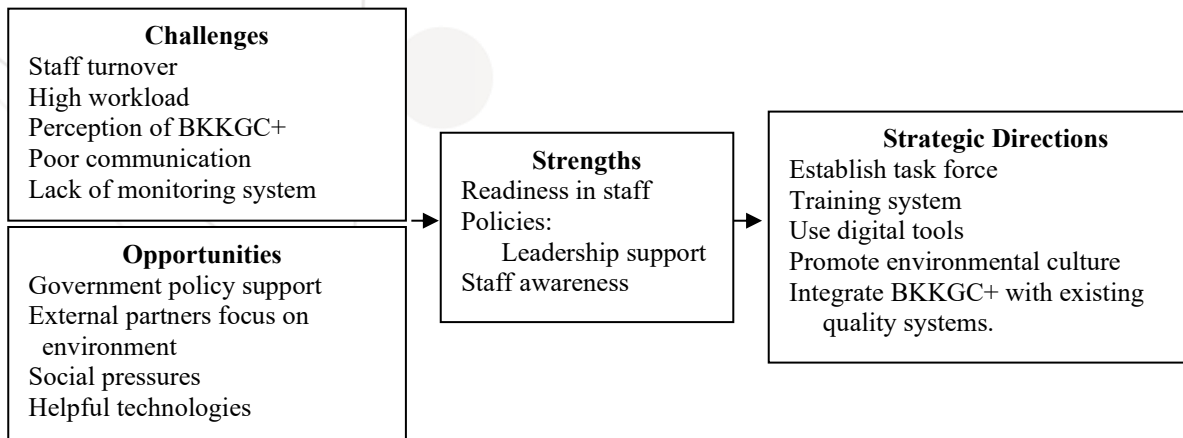 Challenges
Staff turnover
High workload
Perception of BKKGC+
Poor communication
Lack of monitoring system
Opportunities
Government policy support
External partners focus on
environment
Social pressures
Helpful technologies
Strengths
Readiness in staff
Policies:
Leadership support
Staff awareness
Strategic Directions
Establish task force
Training system
Use digital tools
Promote environmental culture
Integrate BKKGC+ with existing
quality systems.